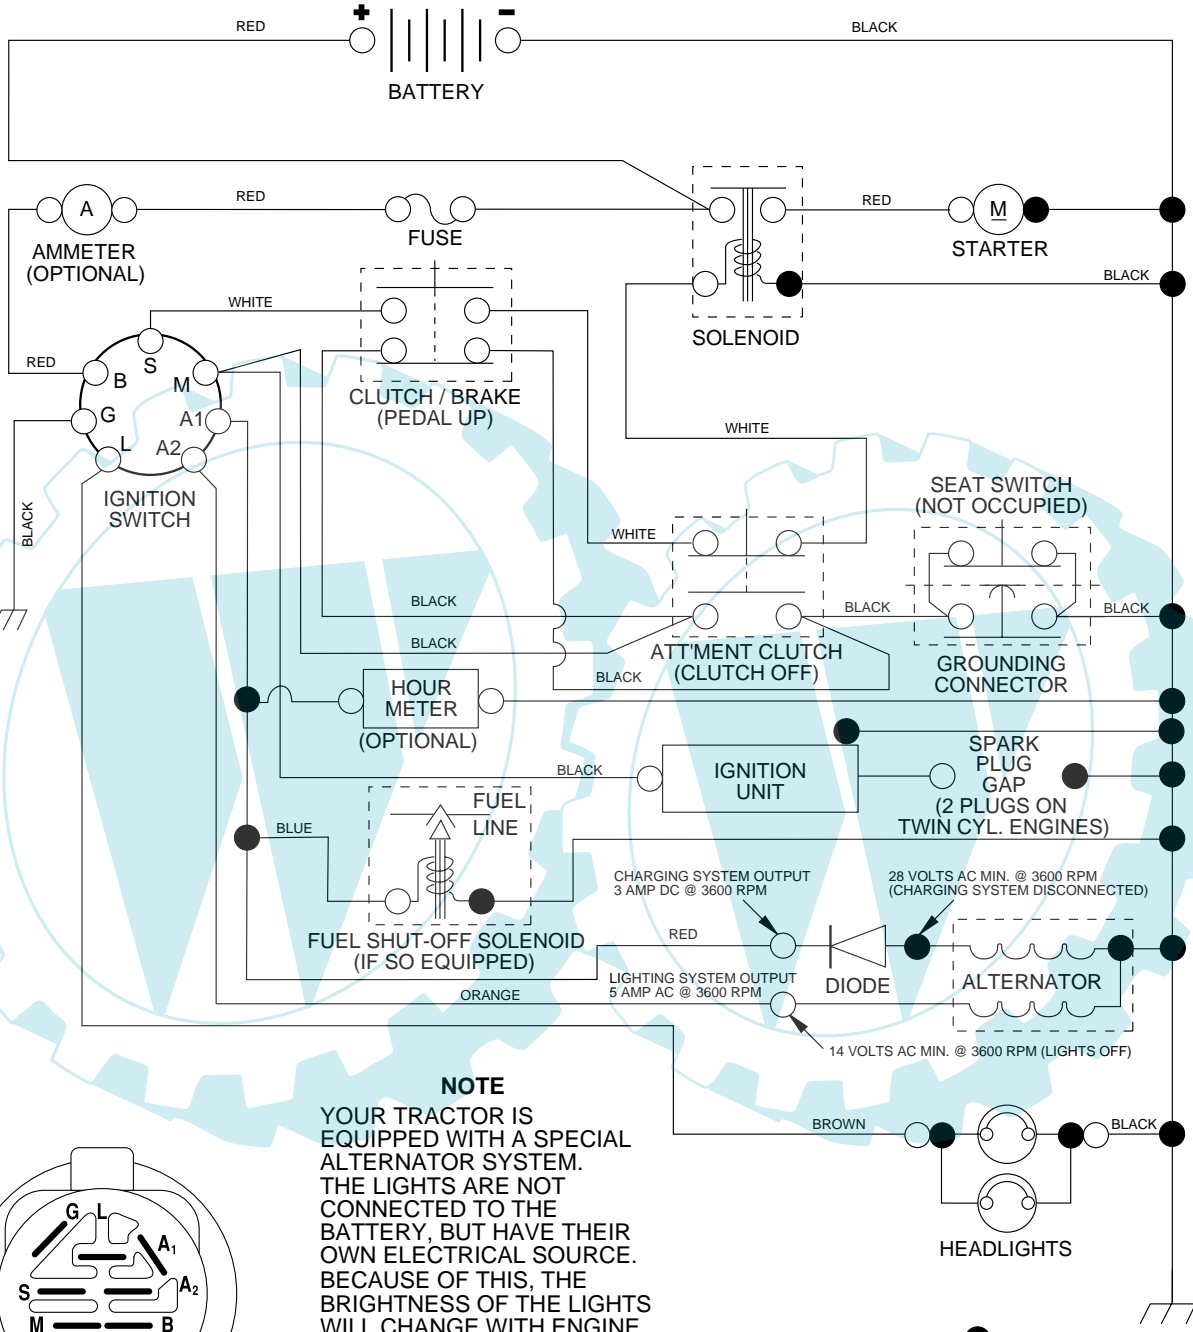 RED
+
-
BLACK
BATTERY
A
RED
FUSE
RED
M
AMMETER
(OPTIONAL)
STARTER
BLACK
SOLENOID
WHITE
RED
S
B
M
G
A1
L
A2
CLUTCH / BRAKE
(PEDAL UP)
WHITE
IGNITION
SWITCH
BLACK
SEAT SWITCH
(NOT OCCUPIED)
WHITE
BLACK
BLACK
BLACK
BLACK
ATT'MENT CLUTCH
(CLUTCH OFF)
BLACK
GROUNDING
CONNECTOR
HOUR
METER
(OPTIONAL)
BLACK
IGNITION
UNIT
SPARK
PLUG
GAP
(2 PLUGS ON
TWIN CYL. ENGINES)
FUEL
LINE
BLUE
FUEL SHUT-OFF SOLENOID
(IF SO EQUIPPED)
CHARGING SYSTEM OUTPUT
3 AMP DC @ 3600 RPM
28 VOLTS AC MIN. @ 3600 RPM
(CHARGING SYSTEM DISCONNECTED)
RED
DIODE
ALTERNATOR
LIGHTING SYSTEM OUTPUT
5 AMP AC @ 3600 RPM
ORANGE
14 VOLTS AC MIN. @ 3600 RPM (LIGHTS OFF)
BROWN
BLACK
HEADLIGHTS
NOTE
YOUR TRACTOR IS
EQUIPPED WITH A SPECIAL
ALTERNATOR SYSTEM.
THE LIGHTS ARE NOT
CONNECTED TO THE
BATTERY, BUT HAVE THEIR
OWN ELECTRICAL SOURCE.
BECAUSE OF THIS, THE
BRIGHTNESS OF THE LIGHTS
WILL CHANGE WITH ENGINE
G
L
A1
A2
S
M
B